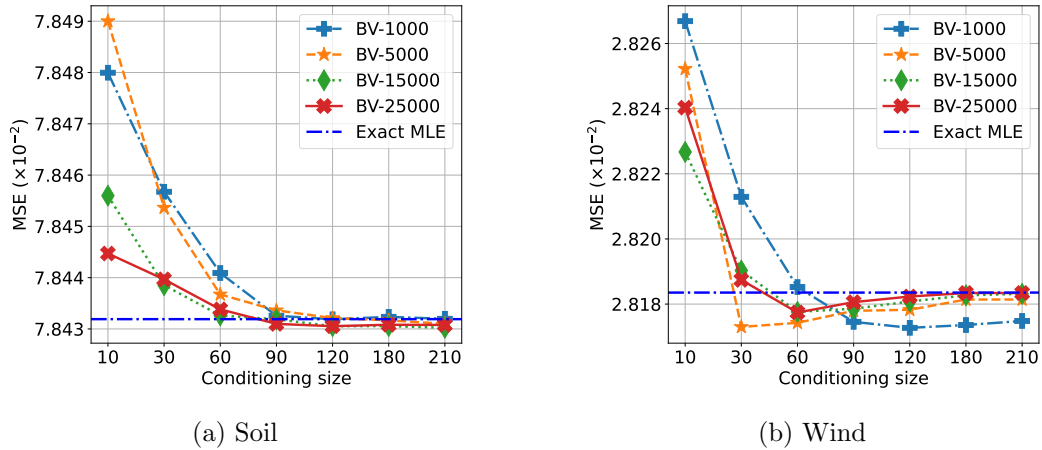 7.849
7.848
7.847
7.846
7.845
7.844
7.843
MSE (×10⁻²)
10 30 60 90 120 180 210
Conditioning size
BV-1000
BV-5000
BV-15000
BV-25000
Exact MLE
(a) Soil
2.826
2.824
2.822
2.820
2.818
MSE (×10⁻²)
10 30 60 90 120 180 210
Conditioning size
BV-1000
BV-5000
BV-15000
BV-25000
Exact MLE
(b) Wind